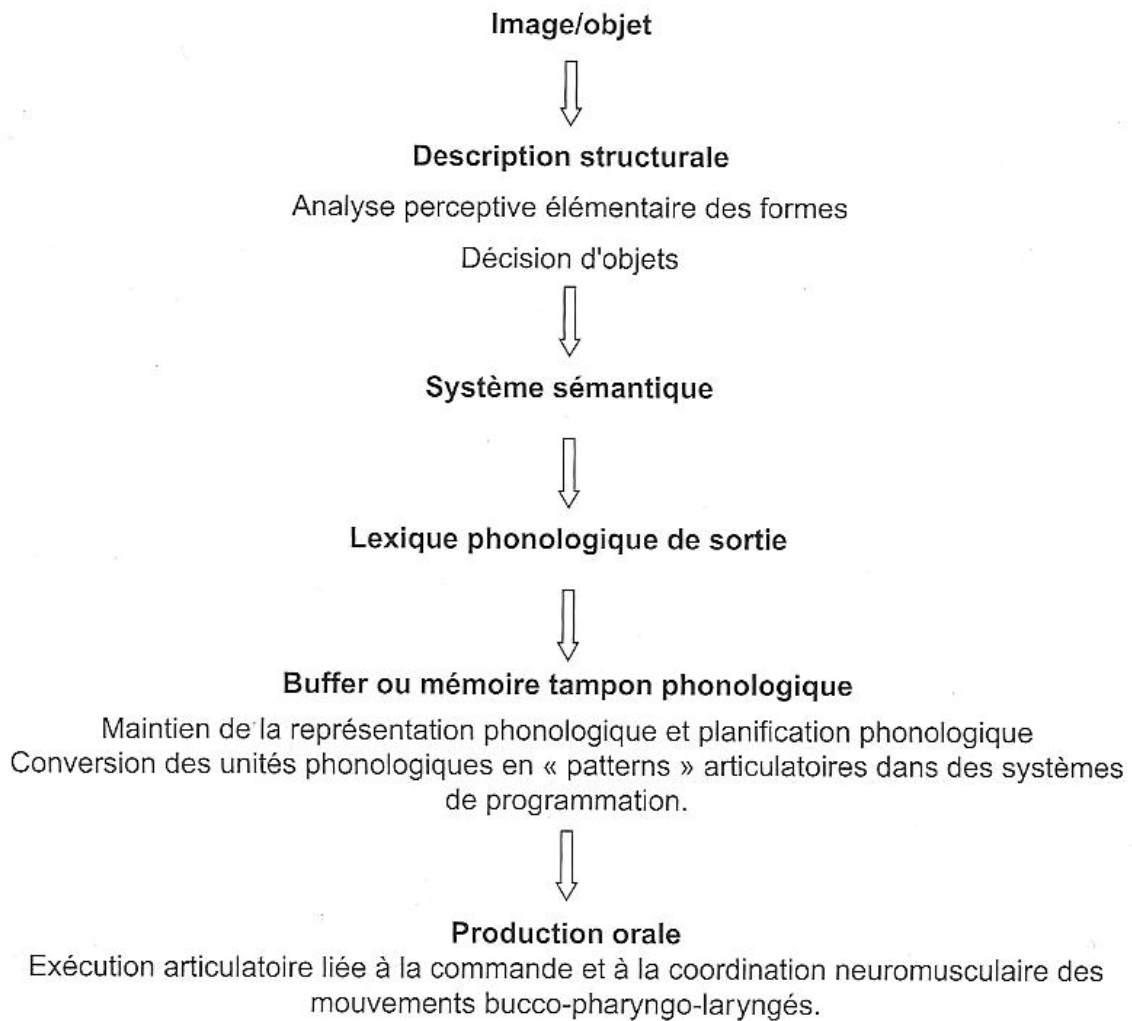 Image/objet
Description structurale
Analyse perceptive élémentaire des formes
Décision d'objets
Système sémantique
Lexique phonologique de sortie
Buffer ou mémoire tampon phonologique
Maintien de la représentation phonologique et planification phonologique
Conversion des unités phonologiques en « patterns » articulatoires dans des systèmes
de programmation.
Production orale
Exécution articulatoire liée à la commande et à la coordination neuromusculaire des
mouvements bucco-pharyngo-laryngés.